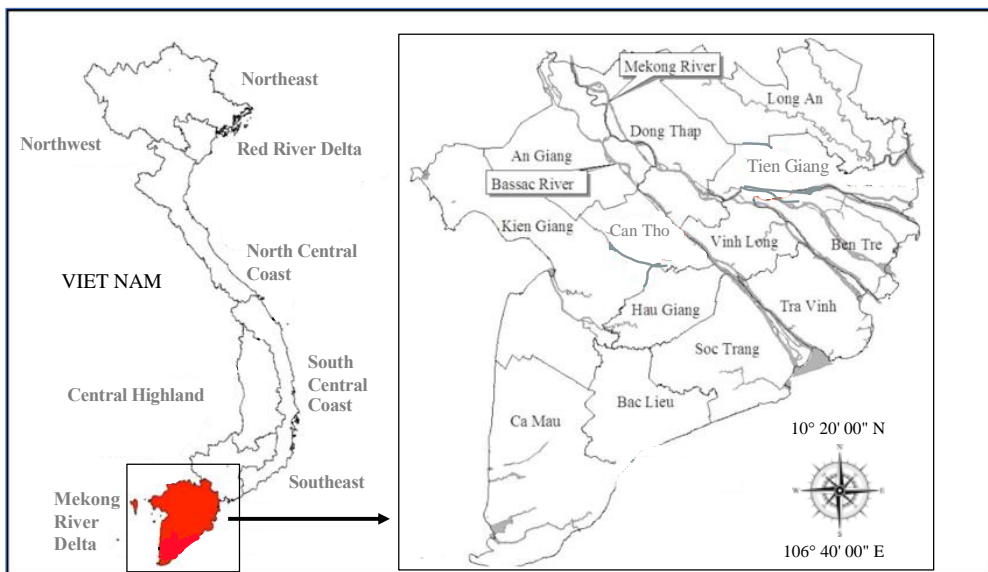 Northeast
Northwest
Red River Delta
North Central
Coast
VIET NAM
South
Central
Coast
Central Highland
Southeast
Mekong
River
Delta
Mekong River
Long An
Dong Thap
An Giang
Tien Giang
Bassac River
Kien Giang
Can Tho
Vinh Long
Ben Tre
Hau Giang
Tra Vinh
Soc Trang
Ca Mau
Bac Lieu
10° 20' 00" N
N
W
E
S
106° 40' 00" E